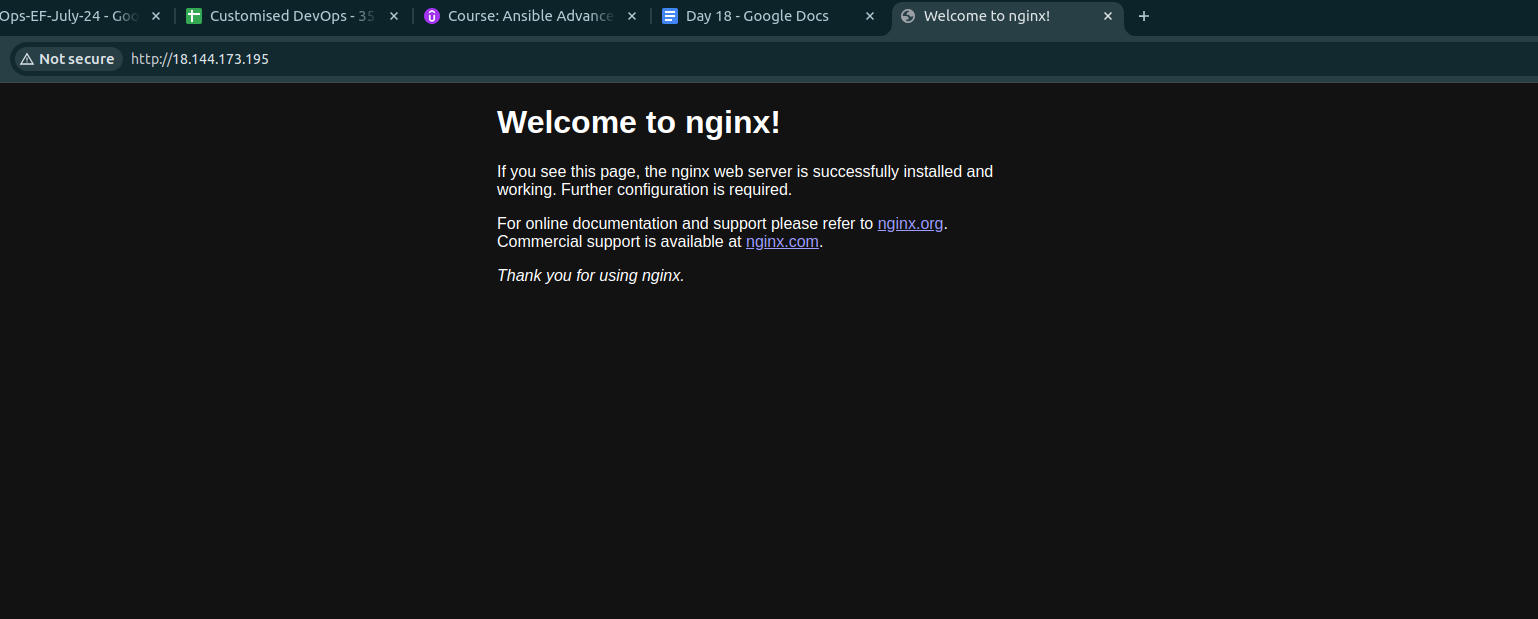 Ops-EF-July-24 - Goo
Customised DevOps - 35
Course: Ansible Advance
Day 18 - Google Docs
Welcome to nginx!
Not secure
http://18.144.173.195
Welcome to nginx!
If you see this page, the nginx web server is successfully installed and
working. Further configuration is required.
For online documentation and support please refer to nginx.org.
Commercial support is available at nginx.com.
Thank you for using nginx.